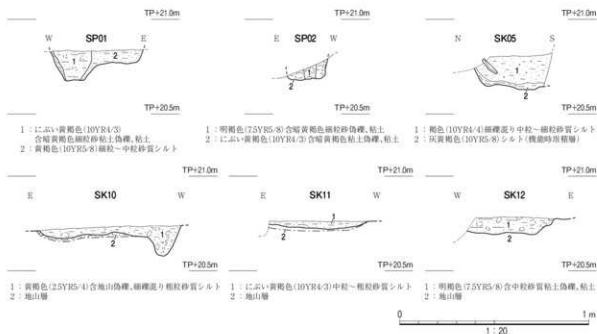 TP+21.0m
TP+21.0m
TP+21.0m
W SP01 E
E SP02 W
N SK05 S
1 2
1 2
1 2
TP+20.5m
TP+20.5m
TP+20.5m
1：にぶい黄褐色(10YR4/3)
含暗黄褐色細粒砂粘土偽礫、粘土
2：黄褐色(10YR5/8)細粒～中粒砂質シルト
1：明褐色(7.5YR5/8)含暗黄褐色細粒砂偽礫、粘土
2：にぶい黄褐色(10YR4/3)含暗黄褐色粘土偽礫、粘土
1：褐色(10YR4/4)細礫混り中粒～細粒砂質シルト
2：灰黄褐色(10YR5/8)シルト(機能時堆積層)
TP+21.0m
TP+21.0m
TP+21.0m
E SK10 W
E SK11 W
W SK12 E
1 2
1 2
1 2
TP+20.5m
TP+20.5m
TP+20.5m
1：黄褐色(2.5YR5/4)含地山偽礫、細礫混り粗粒砂質シルト
2：地山層
1：にぶい黄褐色(10YR4/3)中粒～粗粒砂質シルト
2：地山層
1：明褐色(7.5YR5/8)含中粒砂質粘土偽礫、粘土
2：地山層
0 1 m
1：20